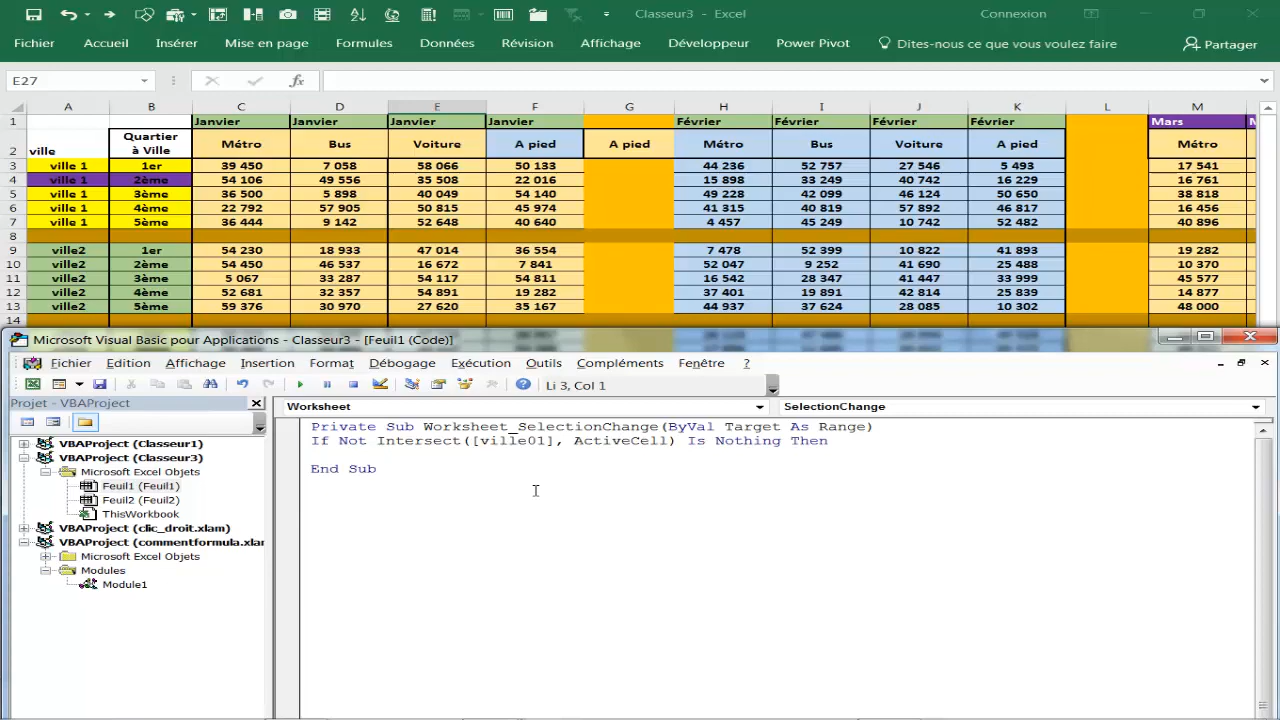 Classeur3 - Excel
Connexion
Fichier Accueil Insérer Mise en page Formules Données Révision Affichage Développeur Power Pivot Dites-nous ce que vous voulez faire Partager
E27 fx
A B C D E F G H I J K L M
1 Janvier Janvier Janvier Janvier Février Février Février Février Mars
2 ville Quartier à Ville Métro Bus Voiture A pied A pied Métro Bus Voiture A pied Métro
3 ville 1 1er 39 450 7 058 58 066 50 133 44 236 52 757 27 546 5 493 17 541
4 ville 1 2ème 54 106 49 556 35 508 22 016 15 898 33 249 40 742 16 229 16 761
5 ville 1 3ème 36 500 5 898 40 049 54 140 49 228 42 099 46 124 50 650 38 818
6 ville 1 4ème 22 792 57 905 50 815 45 974 41 315 40 819 57 892 46 817 16 456
7 ville 1 5ème 36 444 9 142 52 648 40 640 4 457 45 249 10 742 52 482 40 896
8
9 ville2 1er 54 230 18 933 47 014 36 554 7 478 52 399 10 822 41 893 19 282
10 ville2 2ème 54 450 46 537 16 672 7 841 52 047 9 252 41 690 25 488 10 370
11 ville2 3ème 5 067 33 287 54 117 54 811 16 542 28 347 41 447 33 999 45 577
12 ville2 4ème 52 681 32 357 54 891 19 282 37 401 19 891 42 814 25 839 14 877
13 ville2 5ème 59 376 30 970 27 620 35 167 44 937 37 624 28 085 10 302 48 000
14
Microsoft Visual Basic pour Applications - Classeur3 - [Feuil1 (Code)]
Fichier Edition Affichage Insertion Format Débogage Exécution Outils Compléments Fenêtre ?
Li 3, Col 1
Projet - VBAProject
Worksheet SelectionChange
VBAProject (Classeur1)
VBAProject (Classeur3)
Microsoft Excel Objets
Feuil1 (Feuil1)
Feuil2 (Feuil2)
ThisWorkbook
VBAProject (clic_droit.xlam)
VBAProject (commentformula.xlam
Microsoft Excel Objets
Modules
Module1
Private Sub Worksheet_SelectionChange(ByVal Target As Range)
If Not Intersect([ville01], ActiveCell) Is Nothing Then
End Sub